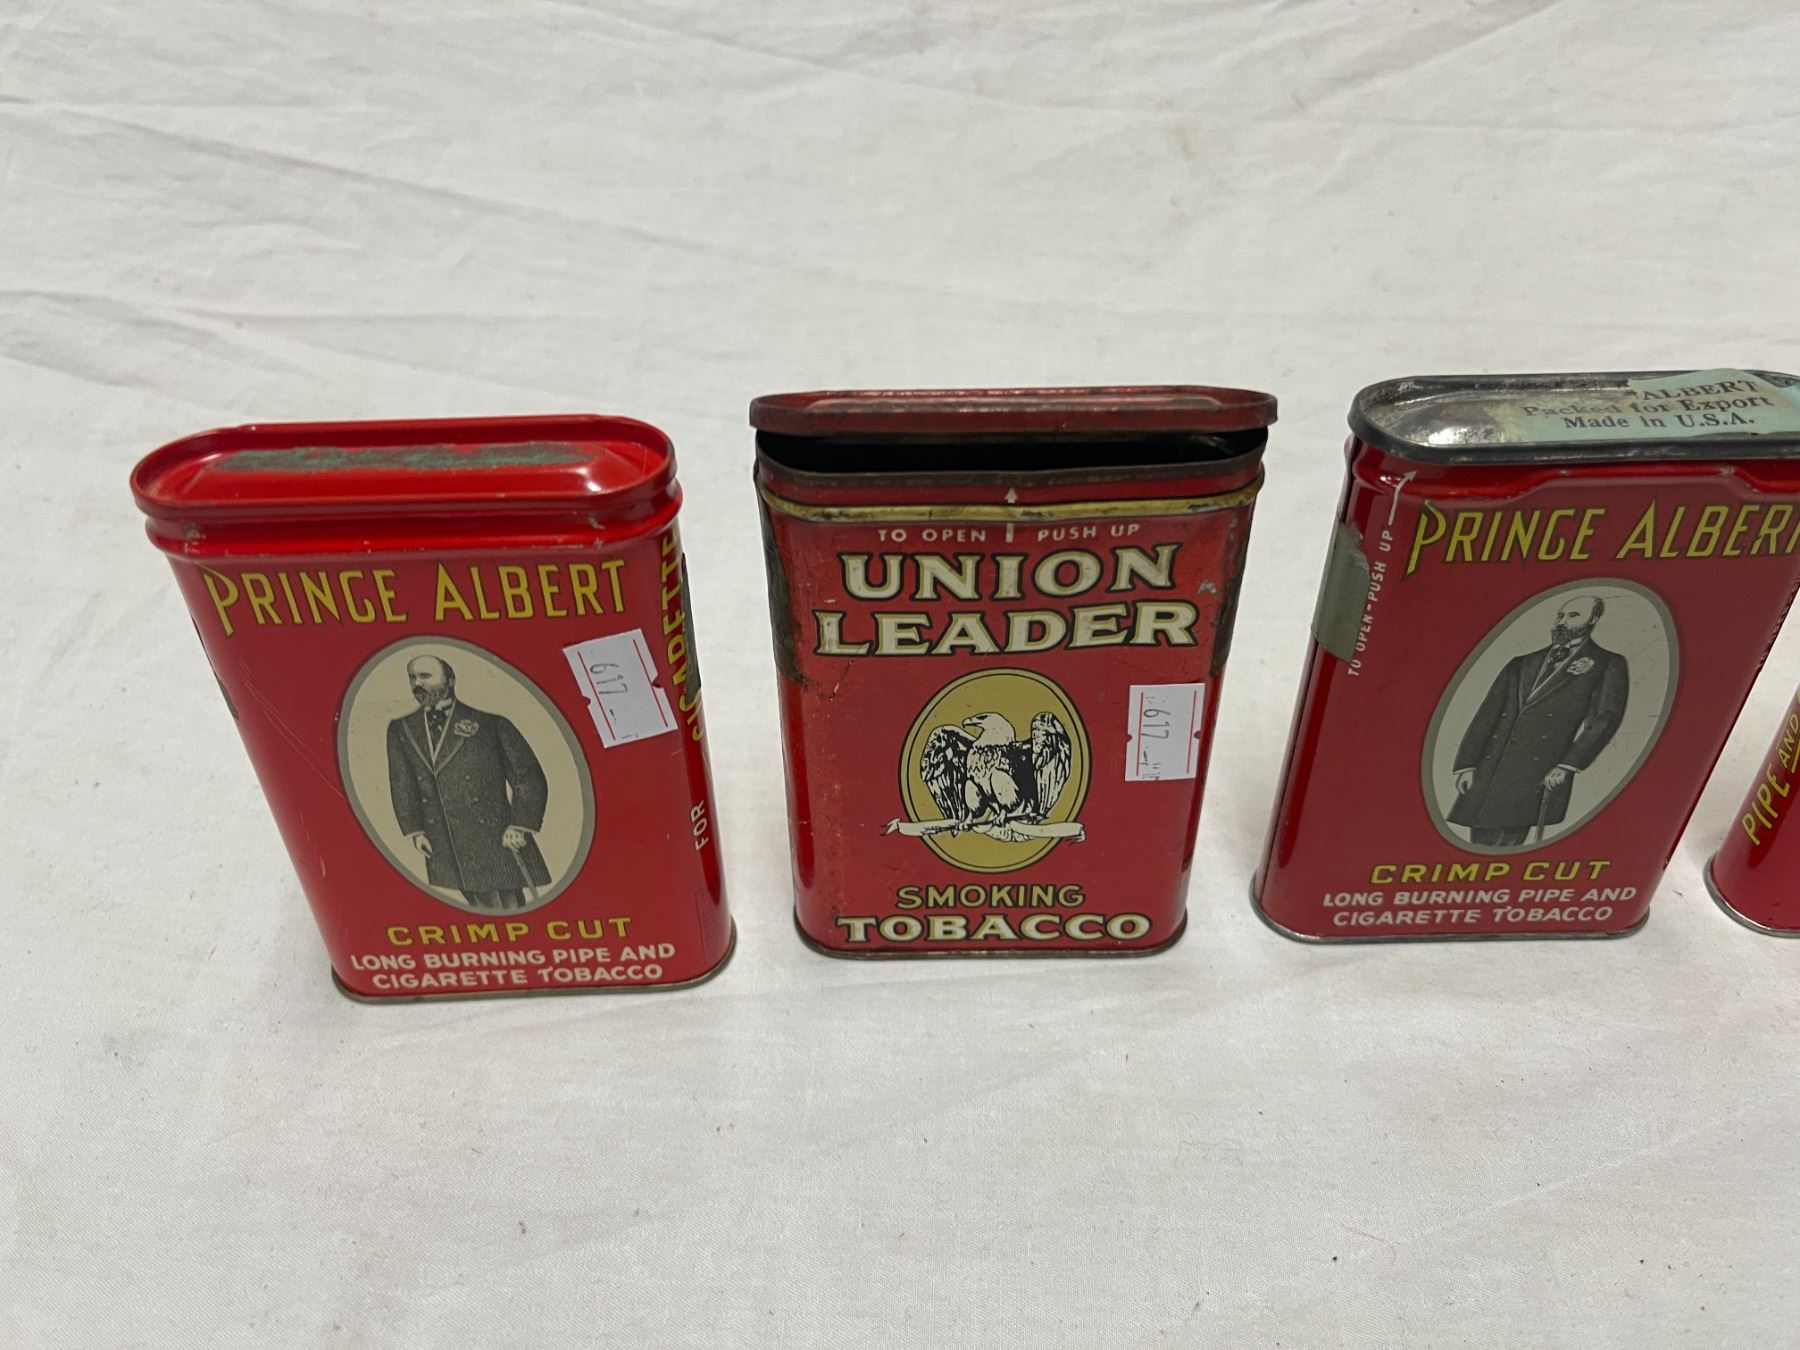 PRINCE ALBERT
617
FOR CIGARETTE
CRIMP CUT
LONG BURNING PIPE AND
CIGARETTE TOBACCO
TO OPEN PUSH UP
UNION
LEADER
617
SMOKING
TOBACCO
ALBERT
Packed for Export
Made in U.S.A.
TO OPEN-PUSH UP
PRINCE ALBERT
CRIMP CUT
LONG BURNING PIPE AND
CIGARETTE TOBACCO
PIPE AND